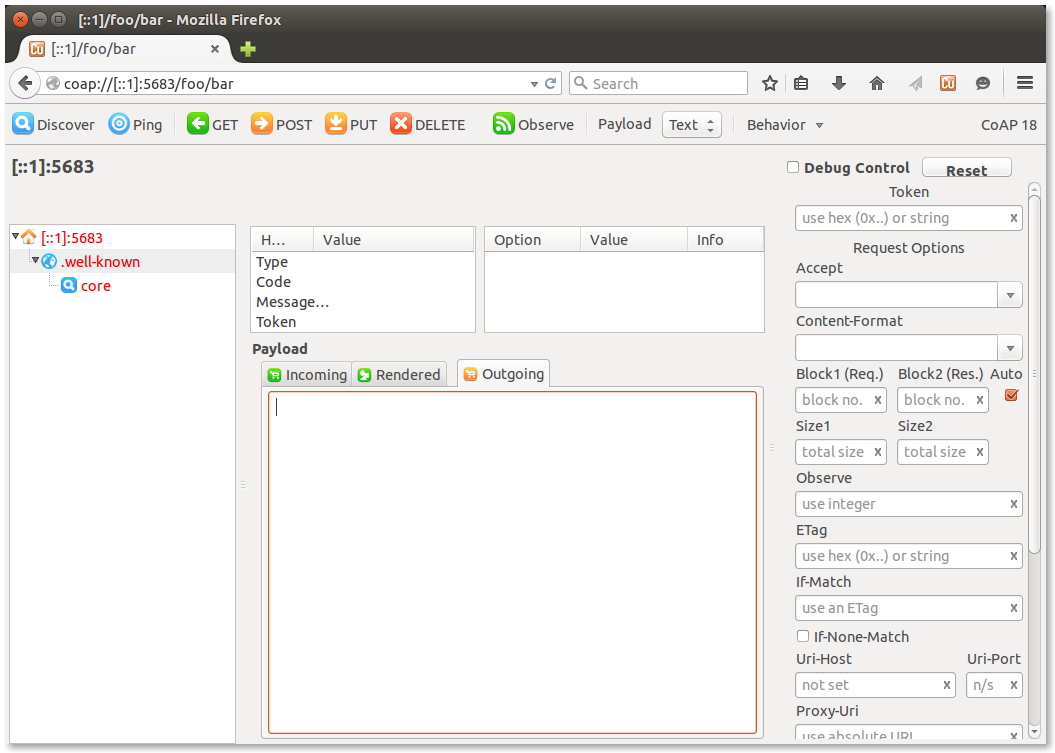 [::1]/foo/bar - Mozilla Firefox
Cu [::1]/foo/bar
coap://[::1]:5683/foo/bar Search Cu
Discover Ping GET POST PUT DELETE Observe Payload Text Behavior CoAP 18
[::1]:5683
Debug Control Reset
Token
use hex (0x..) or string x
[::1]:5683
.well-known
core
H... Value
Type
Code
Message...
Token
Option Value Info
Payload
Incoming Rendered Outgoing
Request Options
Accept
Content-Format
Block1 (Req.) Block2 (Res.) Auto
block no. x block no. x
Size1 Size2
total size x total size x
Observe
use integer x
ETag
use hex (0x..) or string x
If-Match
use an ETag x
If-None-Match
Uri-Host Uri-Port
not set x n/s x
Proxy-Uri
use absolute URI x